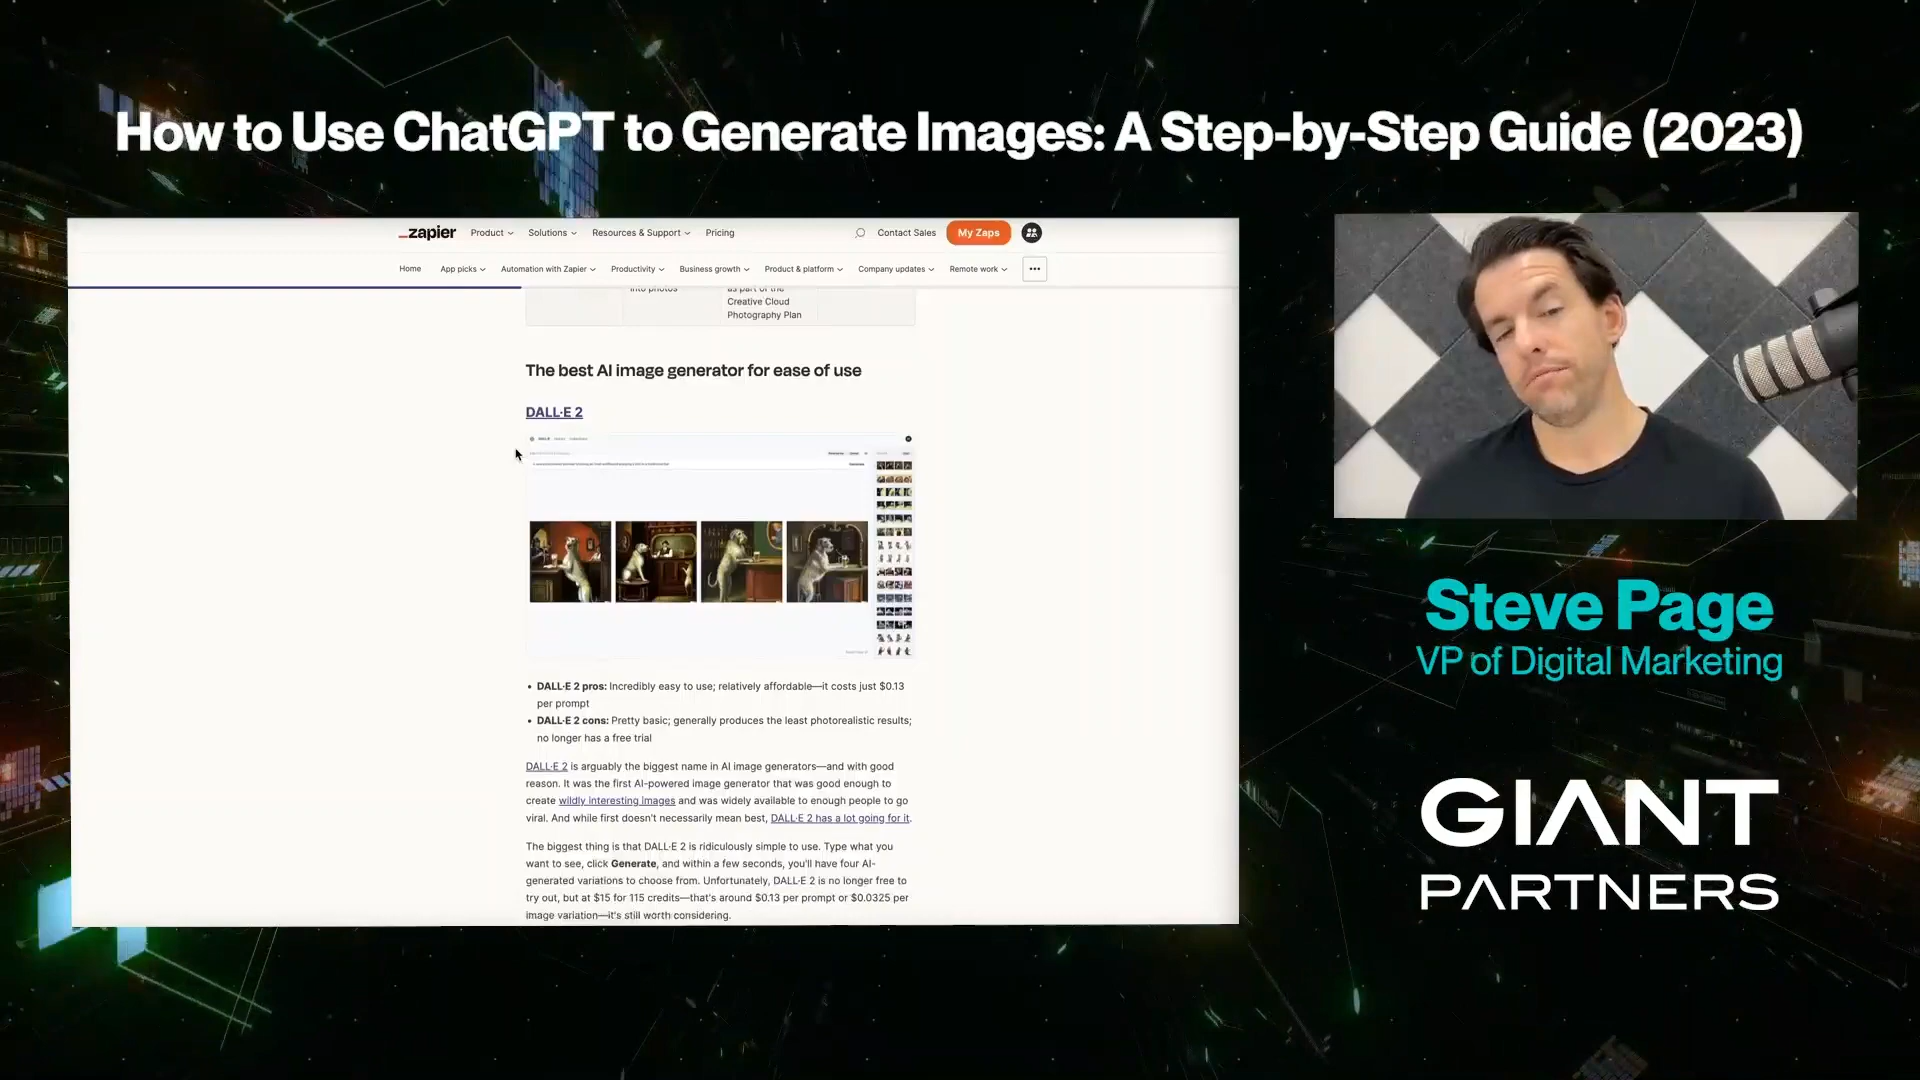 How to Use ChatGPT to Generate Images: A Step-by-Step Guide (2023)
zapier Product Solutions Resources & Support Pricing Contact Sales My Zaps
Home App picks Automation with Zapier Productivity Business growth Product & platform Company updates Remote work
into photos
as part of the
Creative Cloud
Photography Plan
The best AI image generator for ease of use
DALL·E 2
• DALL·E 2 pros: Incredibly easy to use; relatively affordable—it costs just $0.13
per prompt
• DALL·E 2 cons: Pretty basic; generally produces the least photorealistic results;
no longer has a free trial
DALL·E 2 is arguably the biggest name in AI image generators—and with good
reason. It was the first AI-powered image generator that was good enough to
create wildly interesting images and was widely available to enough people to go
viral. And while first doesn't necessarily mean best, DALL·E 2 has a lot going for it.
The biggest thing is that DALL·E 2 is ridiculously simple to use. Type what you
want to see, click Generate, and within a few seconds, you'll have four AI-
generated variations to choose from. Unfortunately, DALL·E 2 is no longer free to
try out, but at $15 for 115 credits—that's around $0.13 per prompt or $0.0325 per
image variation—it's still worth considering.
Steve Page
VP of Digital Marketing
GIANT
PARTNERS